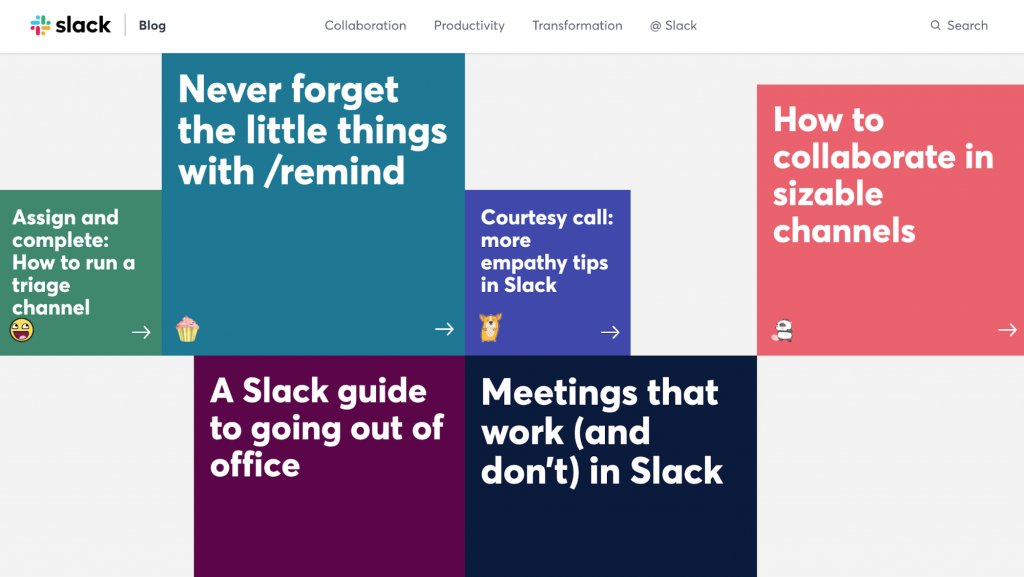 slack
Blog
Collaboration
Productivity
Transformation
@ Slack
Search
Assign and
complete:
How to run a
triage
channel
Never forget
the little things
with /remind
Courtesy call:
more
empathy tips
in Slack
How to
collaborate in
sizable
channels
A Slack guide
to going out of
office
Meetings that
work (and
don't) in Slack